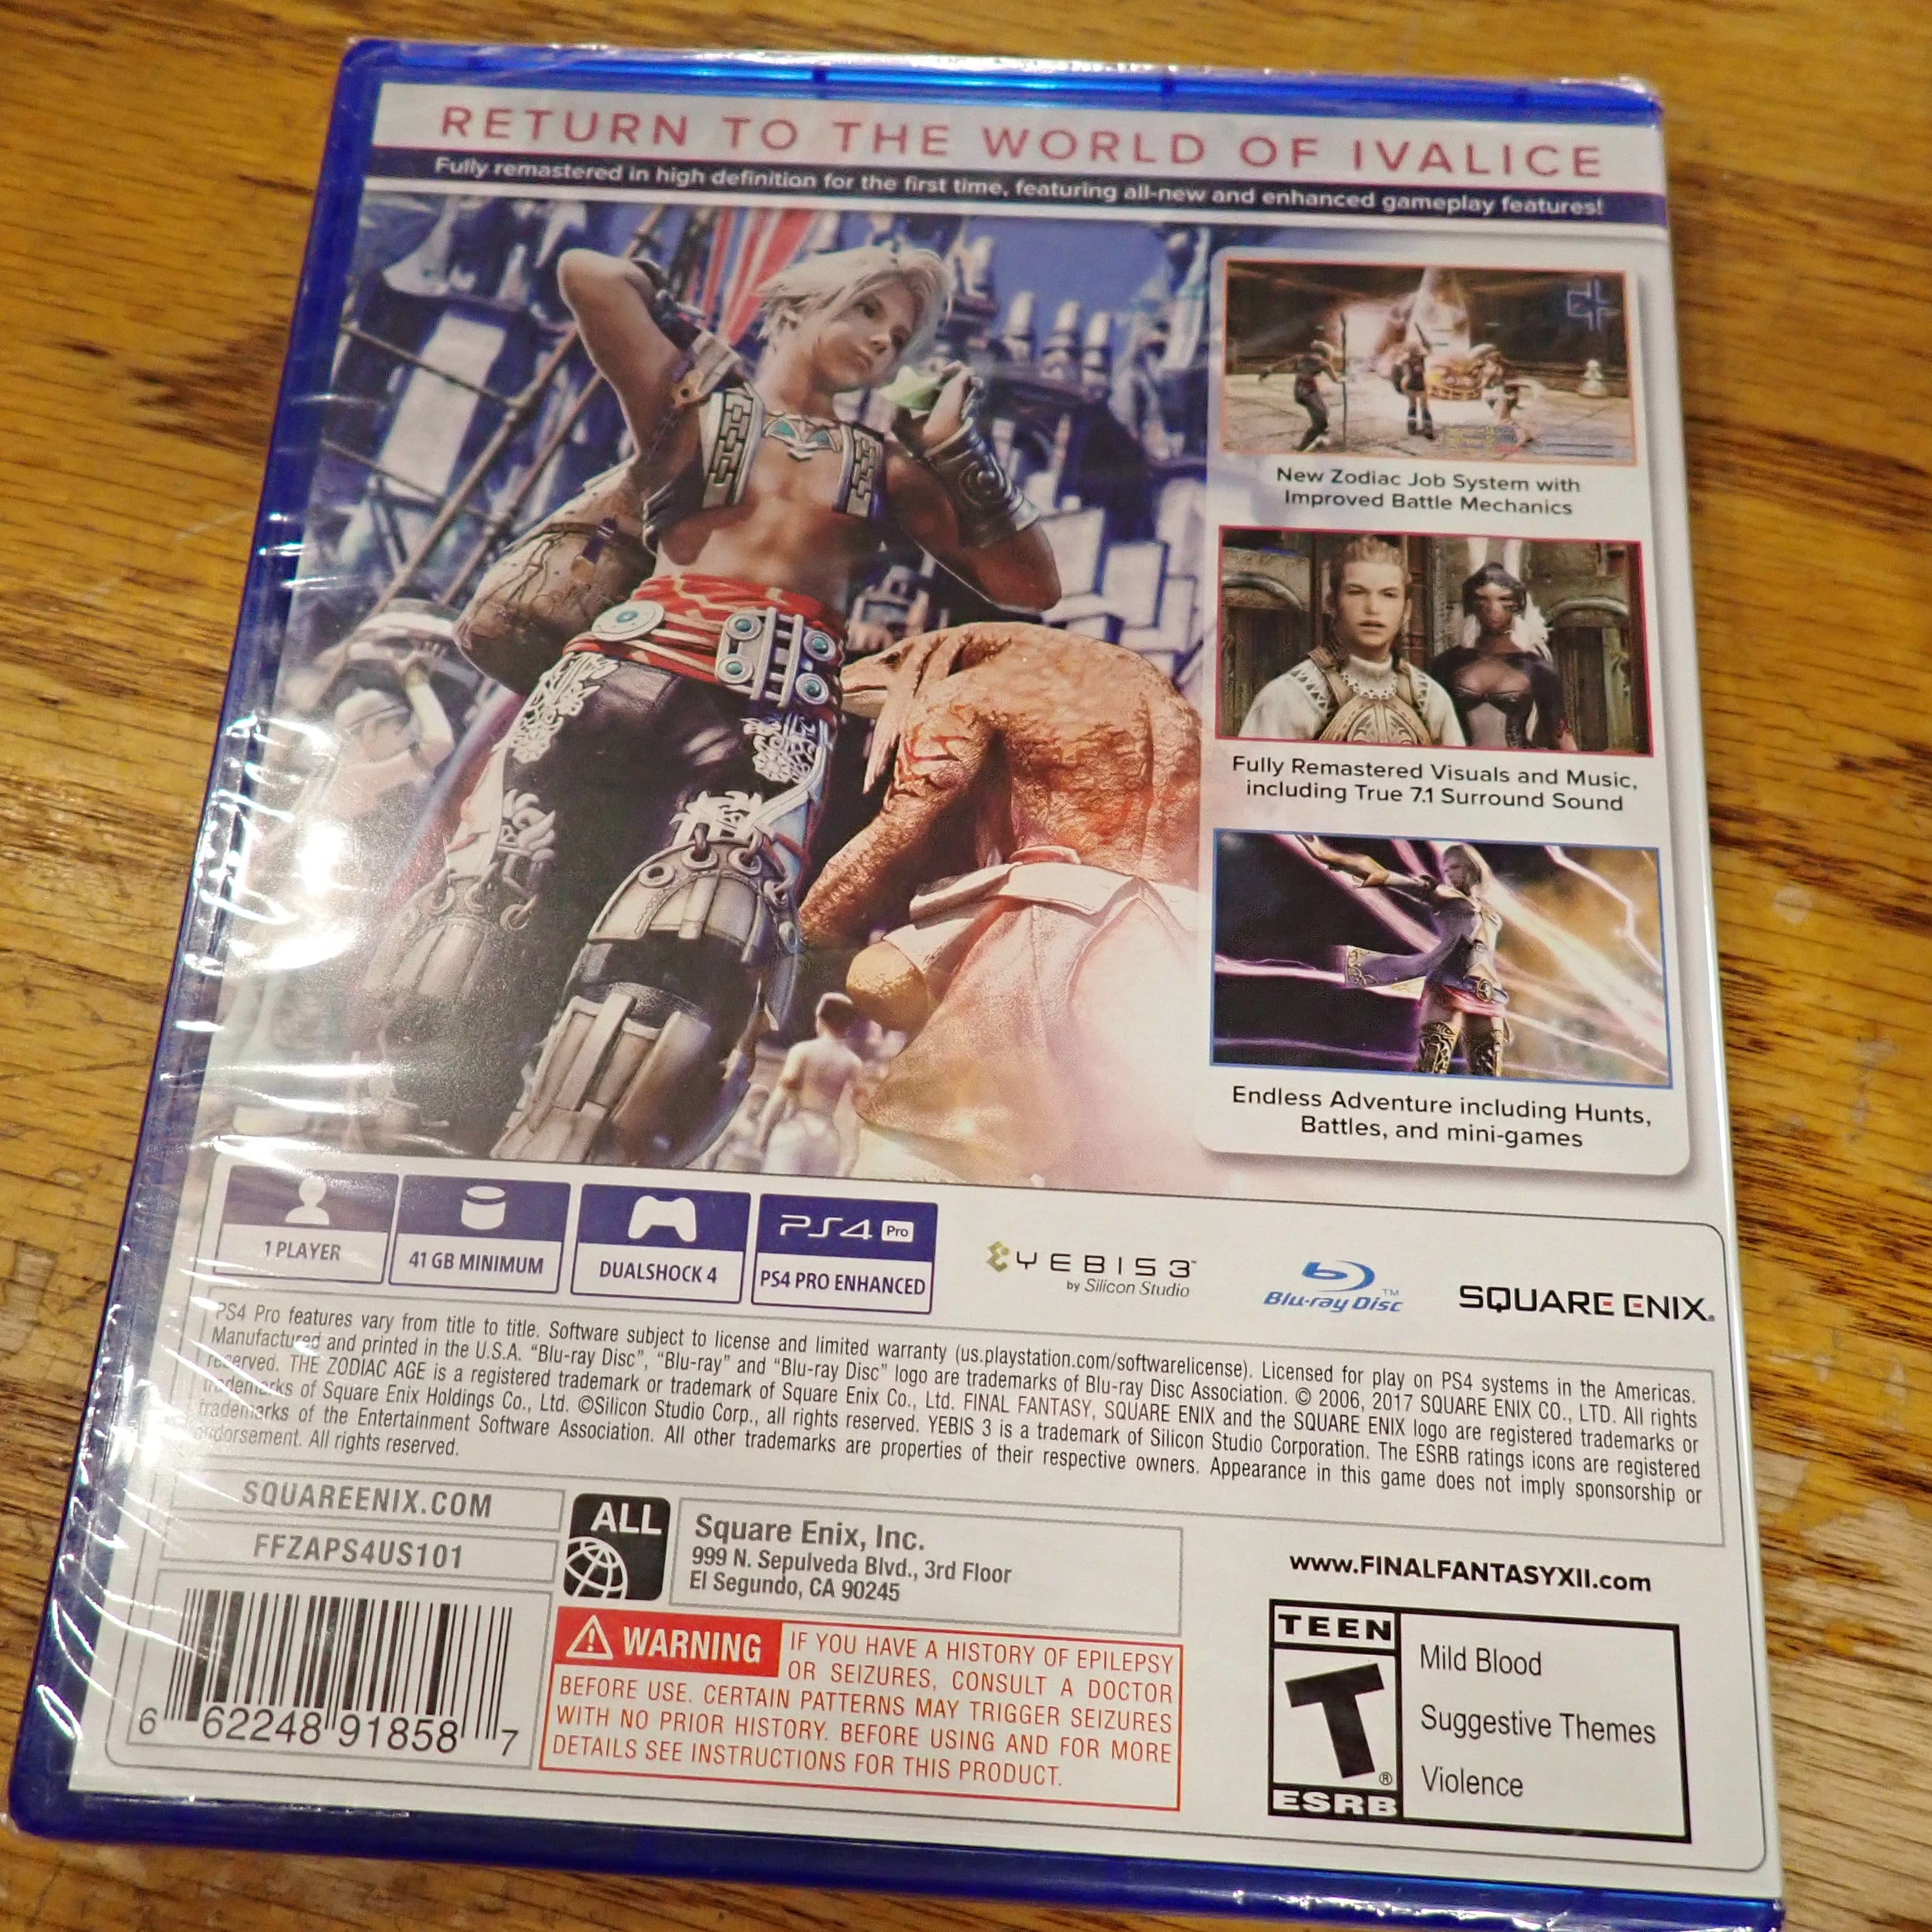 RETURN TO THE WORLD OF IVALICE
Fully remastered in high definition for the first time, featuring all-new and enhanced gameplay features!
New Zodiac Job System with
Improved Battle Mechanics
Fully Remastered Visuals and Music,
including True 7.1 Surround Sound
Endless Adventure including Hunts,
Battles, and mini-games
1 PLAYER
41 GB MINIMUM
DUALSHOCK 4
PS4 Pro
PS4 PRO ENHANCED
YEBIS 3™
by Silicon Studio
Blu-ray Disc™
SQUARE ENIX®
PS4 Pro features vary from title to title. Software subject to license and limited warranty (us.playstation.com/softwarelicense). Licensed for play on PS4 systems in the Americas.
Manufactured and printed in the U.S.A. “Blu-ray Disc”, “Blu-ray” and “Blu-ray Disc” logo are trademarks of Blu-ray Disc Association. © 2006, 2017 SQUARE ENIX CO., LTD. All rights
reserved. THE ZODIAC AGE is a registered trademark or trademark of Square Enix Co., Ltd. FINAL FANTASY, SQUARE ENIX and the SQUARE ENIX logo are registered trademarks or
trademarks of Square Enix Holdings Co., Ltd. ©Silicon Studio Corp., all rights reserved. YEBIS 3 is a trademark of Silicon Studio Corporation. The ESRB ratings icons are registered
trademarks of the Entertainment Software Association. All other trademarks are properties of their respective owners. Appearance in this game does not imply sponsorship or
endorsement. All rights reserved.
SQUAREENIX.COM
FFZAPS4US101
ALL
Square Enix, Inc.
999 N. Sepulveda Blvd., 3rd Floor
El Segundo, CA 90245
WARNING IF YOU HAVE A HISTORY OF EPILEPSY
OR SEIZURES, CONSULT A DOCTOR
BEFORE USE. CERTAIN PATTERNS MAY TRIGGER SEIZURES
WITH NO PRIOR HISTORY. BEFORE USING AND FOR MORE
DETAILS SEE INSTRUCTIONS FOR THIS PRODUCT.
6 62248 91858 7
www.FINALFANTASYXII.com
TEEN
T®
ESRB
Mild Blood
Suggestive Themes
Violence